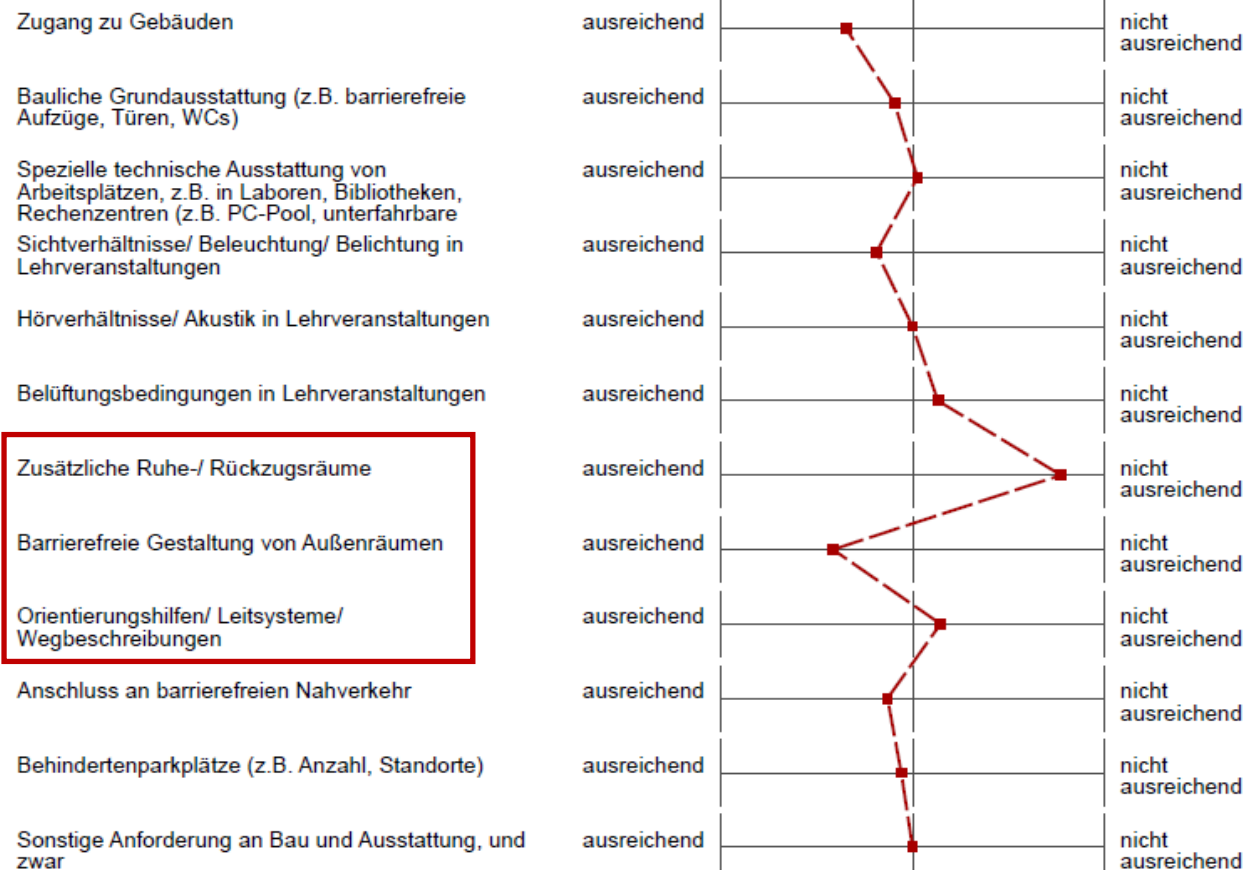 Zugang zu Gebäuden ausreichend nicht
ausreichend
Bauliche Grundausstattung (z.B. barrierefreie ausreichend nicht
Aufzüge, Türen, WCs) ausreichend
Spezielle technische Ausstattung von ausreichend nicht
Arbeitsplätzen, z.B. in Laboren, Bibliotheken, ausreichend
Rechenzentren (z.B. PC-Pool, unterfahrbare
Sichtverhältnisse/ Beleuchtung/ Belichtung in ausreichend nicht
Lehrveranstaltungen ausreichend
Hörverhältnisse/ Akustik in Lehrveranstaltungen ausreichend nicht
ausreichend
Belüftungsbedingungen in Lehrveranstaltungen ausreichend nicht
ausreichend
Zusätzliche Ruhe-/ Rückzugsräume ausreichend nicht
ausreichend
Barrierefreie Gestaltung von Außenräumen ausreichend nicht
ausreichend
Orientierungshilfen/ Leitsysteme/ ausreichend nicht
Wegbeschreibungen ausreichend
Anschluss an barrierefreien Nahverkehr ausreichend nicht
ausreichend
Behindertenparkplätze (z.B. Anzahl, Standorte) ausreichend nicht
ausreichend
Sonstige Anforderung an Bau und Ausstattung, und ausreichend nicht
zwar ausreichend